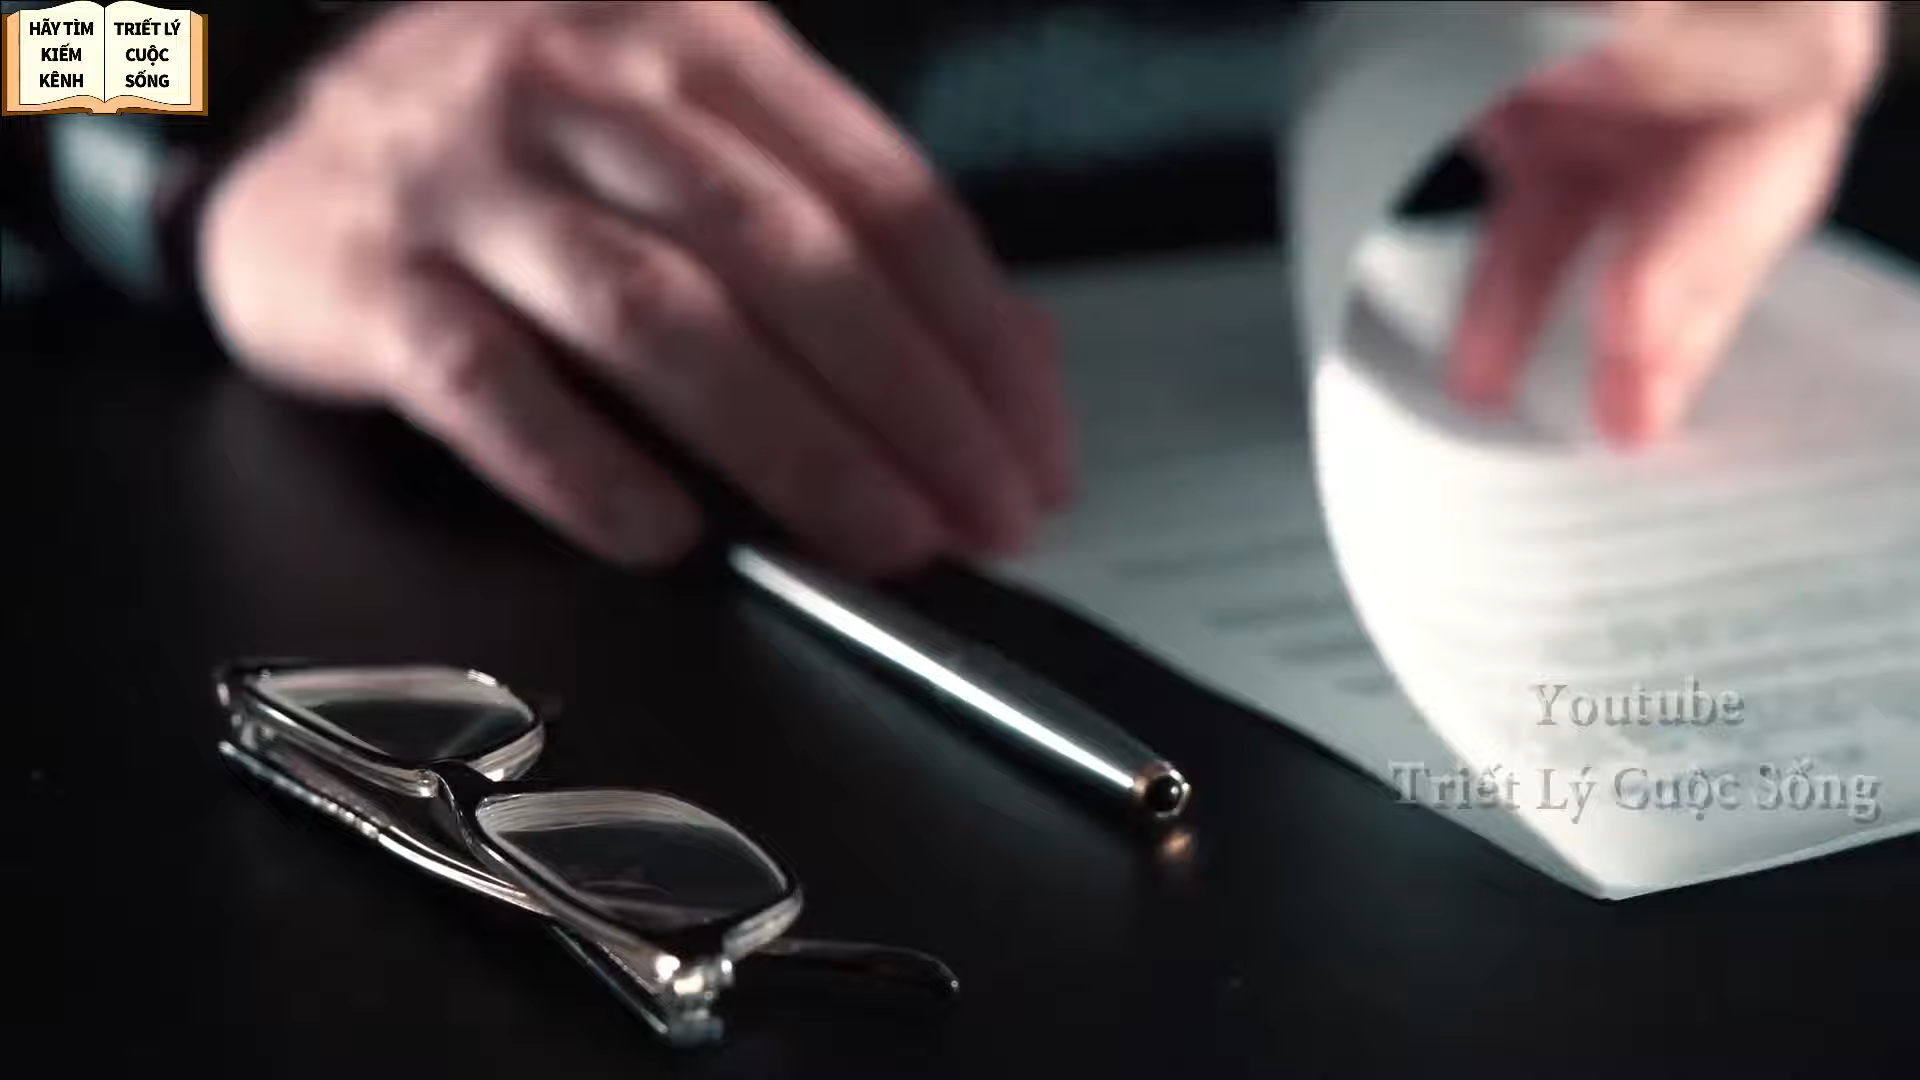 HÃY TÌM
KIẾM
KÊNH
TRIẾT LÝ
CUỘC
SỐNG
Youtube
Triết Lý Cuộc Sống